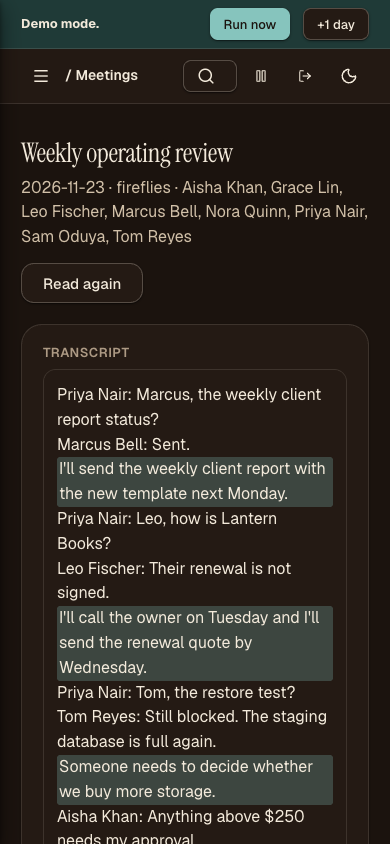 Demo mode.
Run now
+1 day
/ Meetings
Weekly operating review
2026-11-23 · fireflies · Aisha Khan, Grace Lin,
Leo Fischer, Marcus Bell, Nora Quinn, Priya Nair,
Sam Oduya, Tom Reyes
Read again
TRANSCRIPT
Priya Nair: Marcus, the weekly client
report status?
Marcus Bell: Sent.
I'll send the weekly client report with
the new template next Monday.
Priya Nair: Leo, how is Lantern
Books?
Leo Fischer: Their renewal is not
signed.
I'll call the owner on Tuesday and I'll
send the renewal quote by
Wednesday.
Priya Nair: Tom, the restore test?
Tom Reyes: Still blocked. The staging
database is full again.
Someone needs to decide whether
we buy more storage.
Aisha Khan: Anything above $250
needs my approval